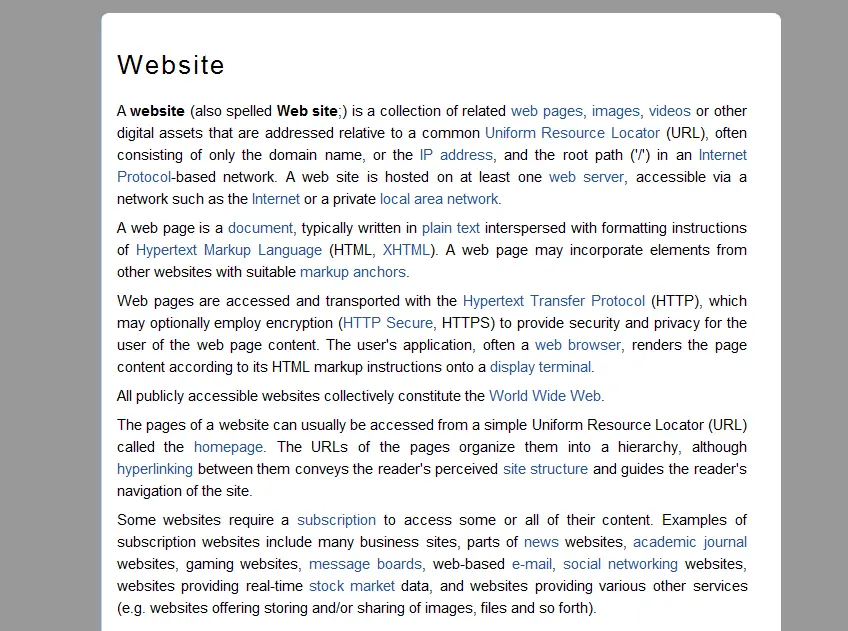 Website
A website (also spelled Web site;) is a collection of related web pages, images, videos or other
digital assets that are addressed relative to a common Uniform Resource Locator (URL), often
consisting of only the domain name, or the IP address, and the root path ('/') in an Internet
Protocol-based network. A web site is hosted on at least one web server, accessible via a
network such as the Internet or a private local area network.
A web page is a document, typically written in plain text interspersed with formatting instructions
of Hypertext Markup Language (HTML, XHTML). A web page may incorporate elements from
other websites with suitable markup anchors.
Web pages are accessed and transported with the Hypertext Transfer Protocol (HTTP), which
may optionally employ encryption (HTTP Secure, HTTPS) to provide security and privacy for the
user of the web page content. The user's application, often a web browser, renders the page
content according to its HTML markup instructions onto a display terminal.
All publicly accessible websites collectively constitute the World Wide Web.
The pages of a website can usually be accessed from a simple Uniform Resource Locator (URL)
called the homepage. The URLs of the pages organize them into a hierarchy, although
hyperlinking between them conveys the reader's perceived site structure and guides the reader's
navigation of the site.
Some websites require a subscription to access some or all of their content. Examples of
subscription websites include many business sites, parts of news websites, academic journal
websites, gaming websites, message boards, web-based e-mail, social networking websites,
websites providing real-time stock market data, and websites providing various other services
(e.g. websites offering storing and/or sharing of images, files and so forth).